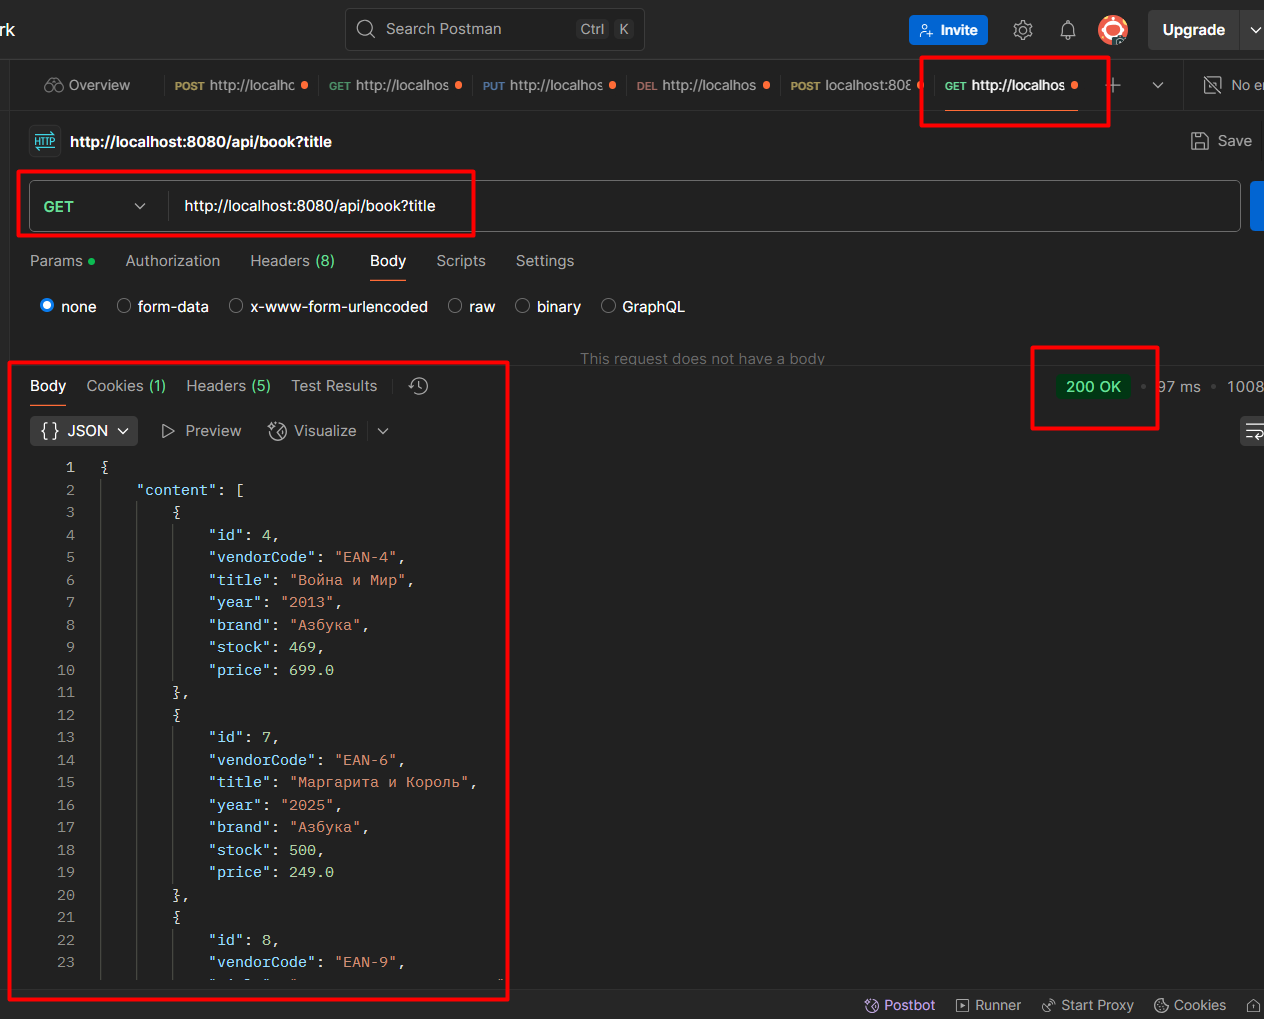 rk
Search Postman Ctrl K
Invite
Upgrade
Overview
POST http://localhc
GET http://localhos
PUT http://localhos
DEL http://localhos
POST localhost:808
GET http://localhos
No
HTTP http://localhost:8080/api/book?title
Save
GET http://localhost:8080/api/book?title
Params Authorization Headers (8) Body Scripts Settings
none form-data x-www-form-urlencoded raw binary GraphQL
This request does not have a body
Body Cookies (1) Headers (5) Test Results
200 OK 97 ms 1008
{} JSON Preview Visualize
1 {
2 "content": [
3 {
4 "id": 4,
5 "vendorCode": "EAN-4",
6 "title": "Война и Мир",
7 "year": "2013",
8 "brand": "Азбука",
9 "stock": 469,
10 "price": 699.0
11 },
12 {
13 "id": 7,
14 "vendorCode": "EAN-6",
15 "title": "Маргарита и Король",
16 "year": "2025",
17 "brand": "Азбука",
18 "stock": 500,
19 "price": 249.0
20 },
21 {
22 "id": 8,
23 "vendorCode": "EAN-9",
Postbot Runner Start Proxy Cookies